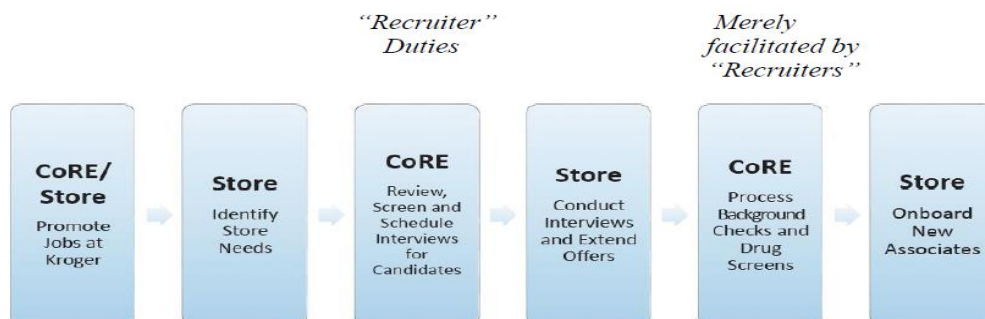 “Recruiter”
Duties
Merely
facilitated by
“Recruiters”
CoRE/
Store
Promote
Jobs at
Kroger
Store
Identify
Store
Needs
CoRE
Review,
Screen and
Schedule
Interviews
for
Candidates
Store
Conduct
Interviews
and Extend
Offers
CoRE
Process
Background
Checks and
Drug
Screens
Store
Onboard
New
Associates